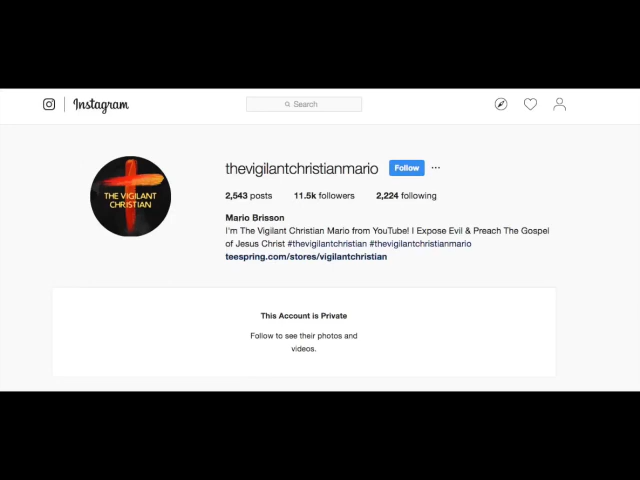 Instagram
Search
thevigilantchristianmario Follow ...
2,543 posts 11.5k followers 2,224 following
THE VIGILANT
CHRISTIAN
Mario Brisson
I'm The Vigilant Christian Mario from YouTube! I Expose Evil & Preach The Gospel
of Jesus Christ #thevigilantchristian #thevigilantchristianmario
teespring.com/stores/vigilantchristian
This Account is Private
Follow to see their photos and
videos.